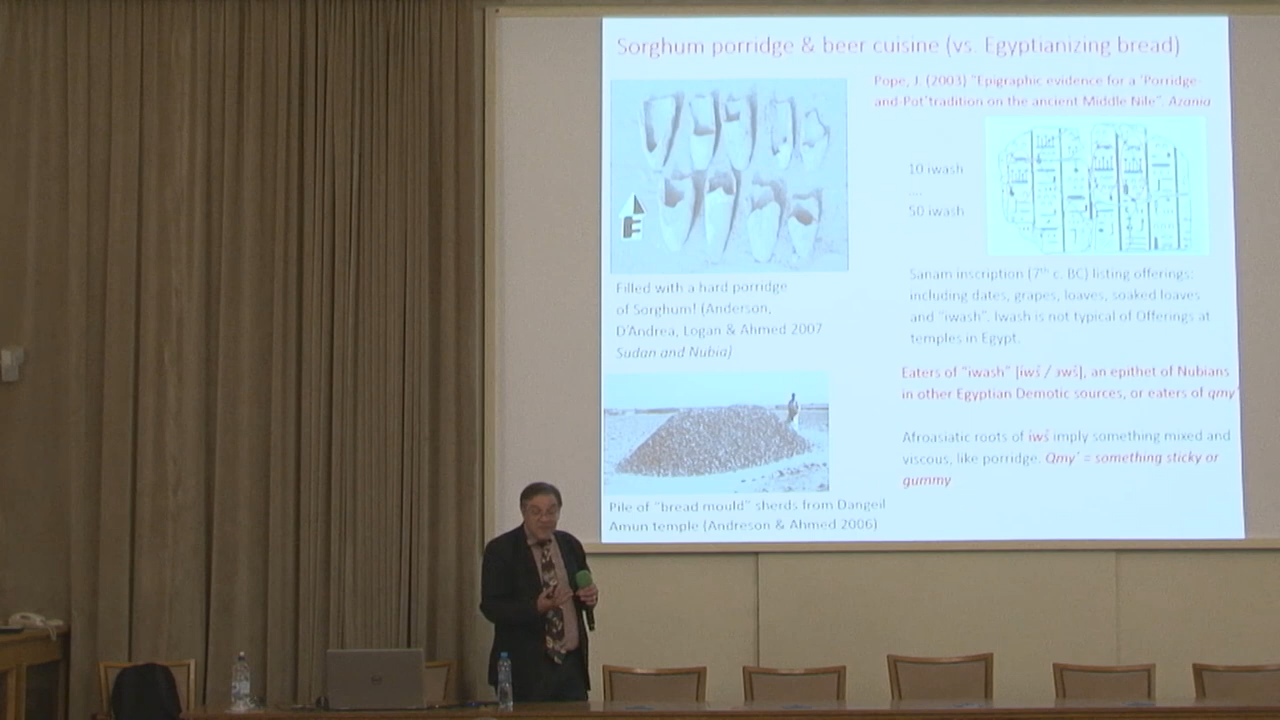 Sorghum porridge & beer cuisine (vs. Egyptianizing bread)
Pope, J. (2003) "Epigraphic evidence for a 'Porridge-
and-Pot'tradition on the ancient Middle Nile". Azania
10 iwash
....
50 iwash
Filled with a hard porridge
of Sorghum! (Anderson,
D'Andrea, Logan & Ahmed 2007
Sudan and Nubia)
Sanam inscription (7th c. BC) listing offerings:
including dates, grapes, loaves, soaked loaves
and "iwash". Iwash is not typical of Offerings at
temples in Egypt.
Eaters of "iwash" [íwš / ꜣwš], an epithet of Nubians
in other Egyptian Demotic sources, or eaters of qmy'
Afroasiatic roots of íwš imply something mixed and
viscous, like porridge. Qmy' = something sticky or
gummy
Pile of "bread mould" sherds from Dangeil
Amun temple (Andreson & Ahmed 2006)